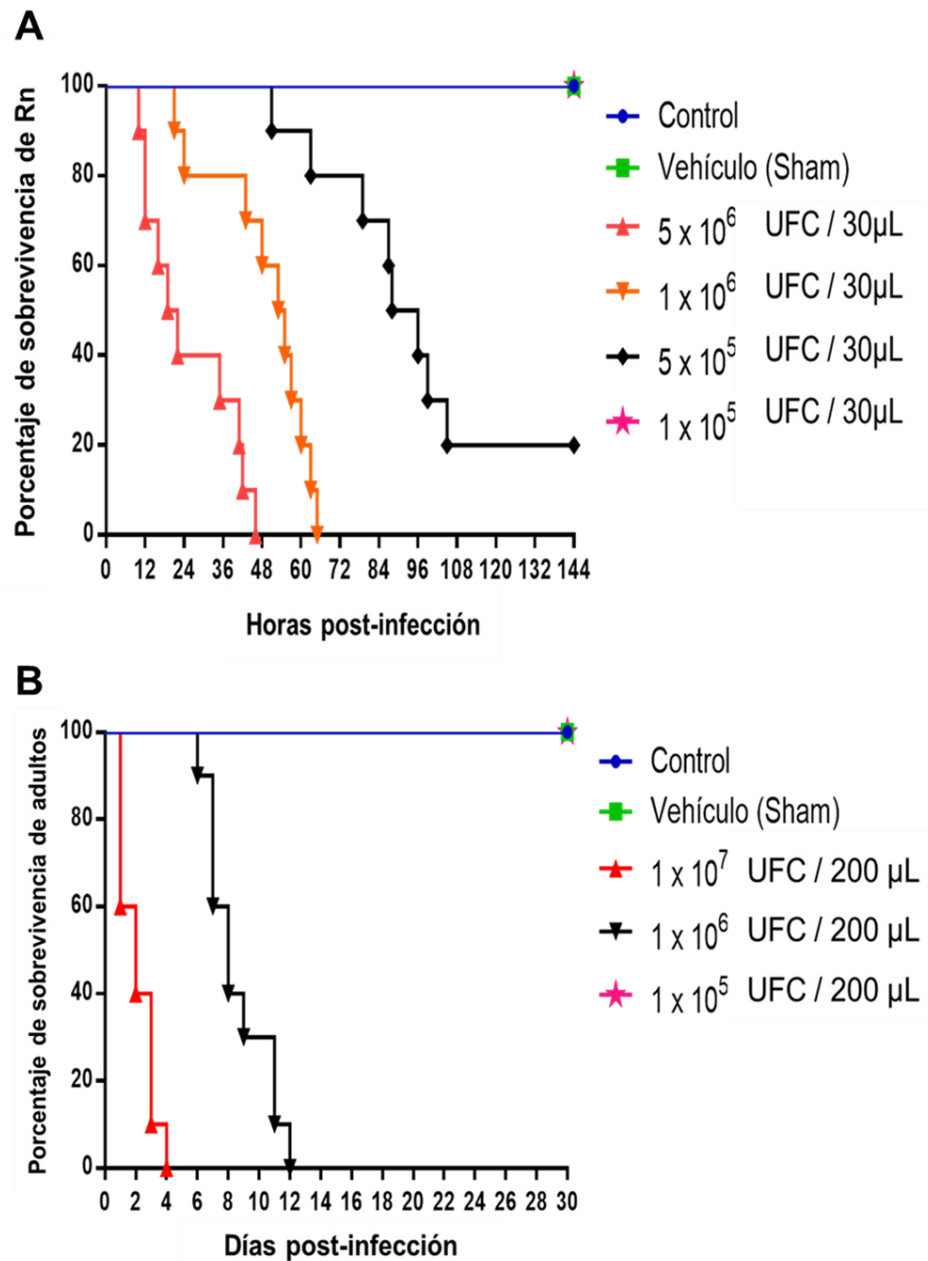 A
Porcentaje de sobrevivencia de Rn
100
80
60
40
20
0
0 12 24 36 48 60 72 84 96 108 120 132 144
Horas post-infección
Control
Vehículo (Sham)
5 x 10⁶ UFC / 30µL
1 x 10⁶ UFC / 30µL
5 x 10⁵ UFC / 30µL
1 x 10⁵ UFC / 30µL
B
Porcentaje de sobrevivencia de adultos
100
80
60
40
20
0
0 2 4 6 8 10 12 14 16 18 20 22 24 26 28 30
Días post-infección
Control
Vehículo (Sham)
1 x 10⁷ UFC / 200 µL
1 x 10⁶ UFC / 200 µL
1 x 10⁵ UFC / 200 µL